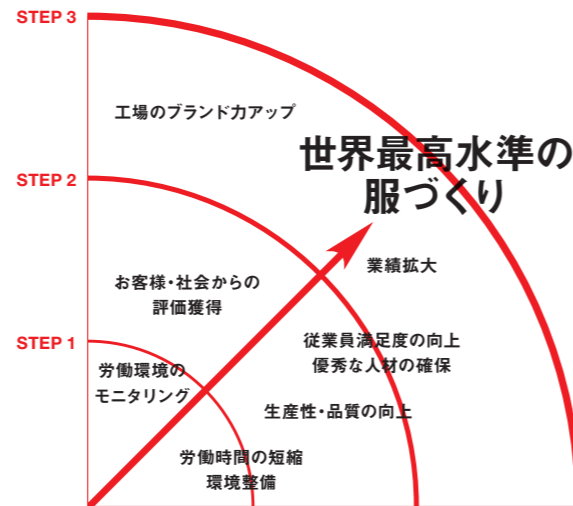 STEP 3
工場のブランド力アップ
世界最高水準の
服づくり
STEP 2
業績拡大
お客様・社会からの
評価獲得
従業員満足度の向上
優秀な人材の確保
STEP 1
労働環境の
モニタリング
生産性・品質の向上
労働時間の短縮
環境整備